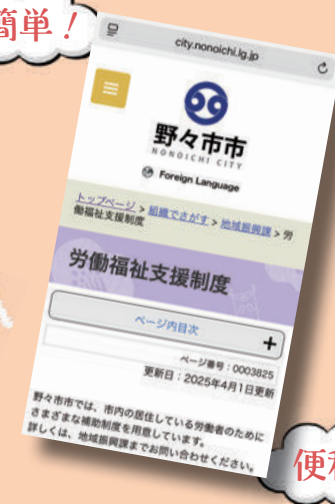 簡単！
city.nonoichi.lg.jp
野々市市
NONOICHI CITY
Foreign Language
トップページ > 組織でさがす > 地域振興課 > 労
働福祉支援制度
労働福祉支援制度
ページ内目次
ページ番号：0003825
更新日：2025年4月1日更新
野々市市では、市内の居住している労働者のために
さまざまな補助制度を用意しています。
詳しくは、地域振興課までお問い合わせください。
便